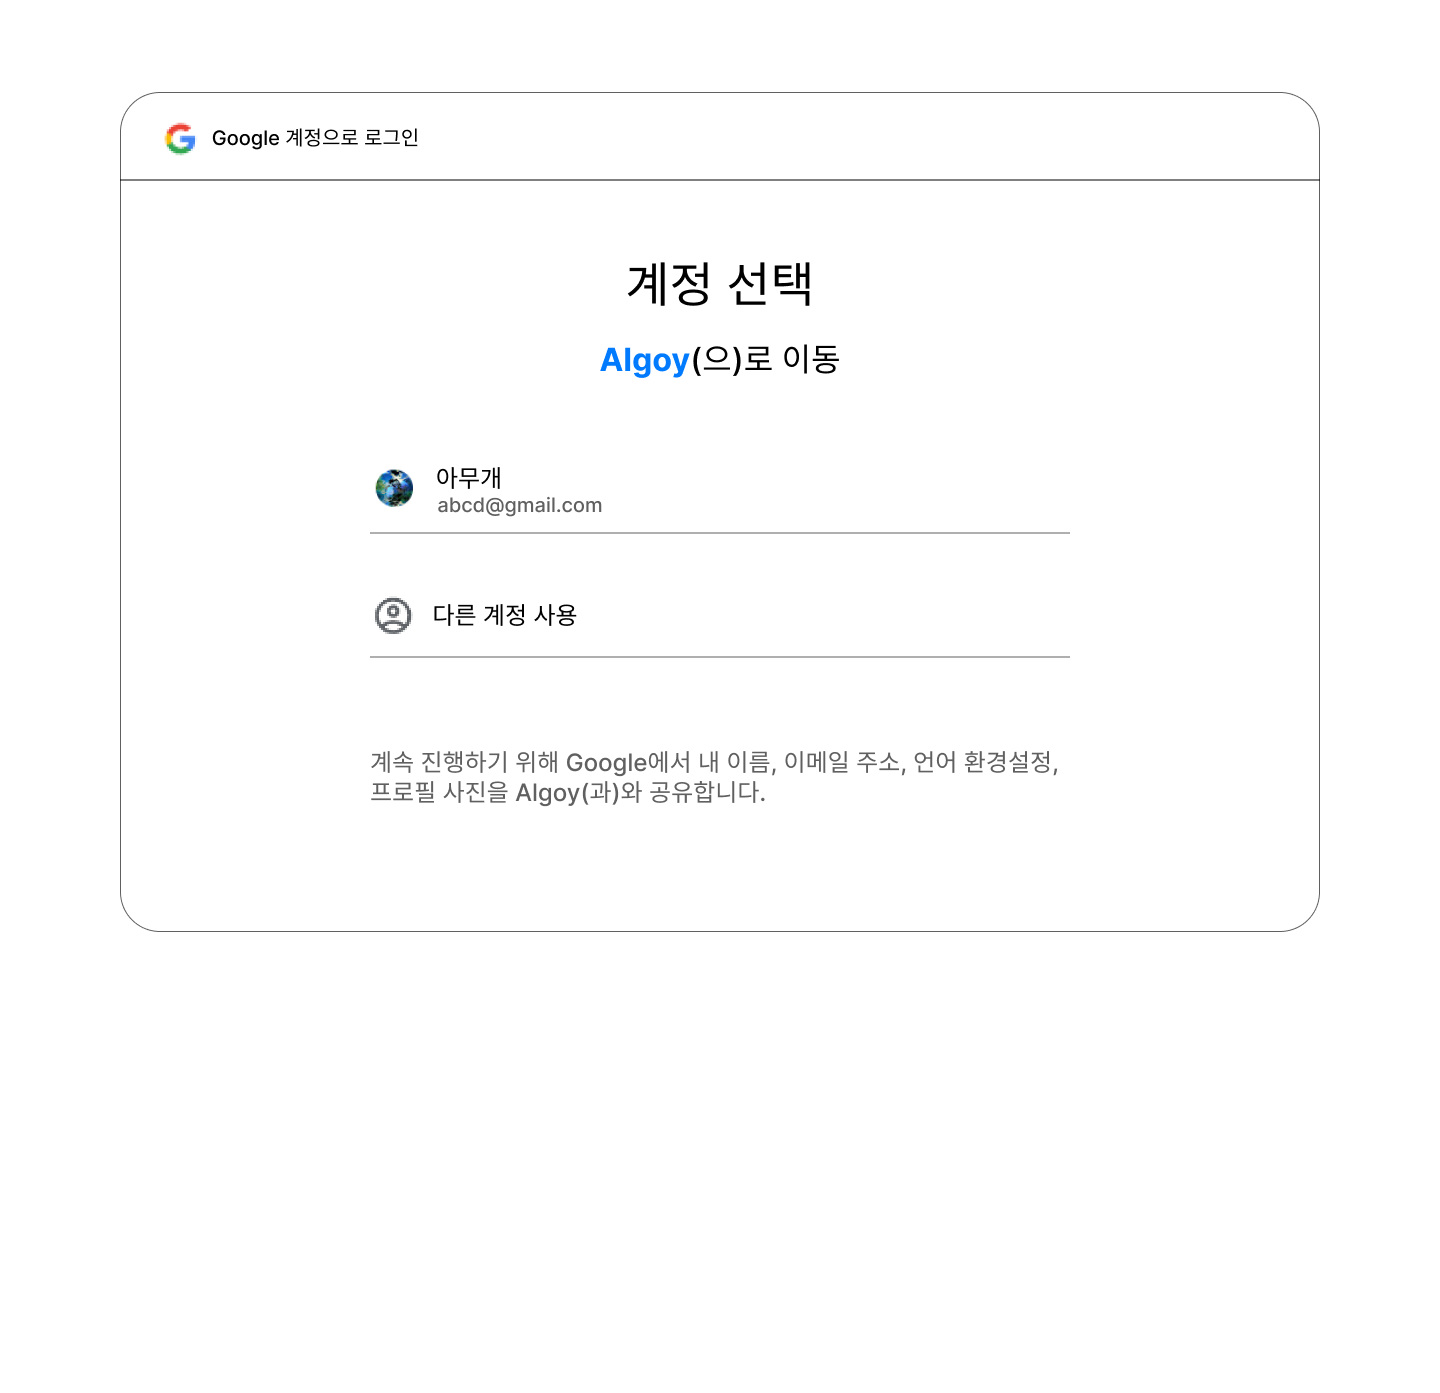 Google 계정으로 로그인
계정 선택
Algoy(으)로 이동
아무개
abcd@gmail.com
다른 계정 사용
계속 진행하기 위해 Google에서 내 이름, 이메일 주소, 언어 환경설정,
프로필 사진을 Algoy(과)와 공유합니다.